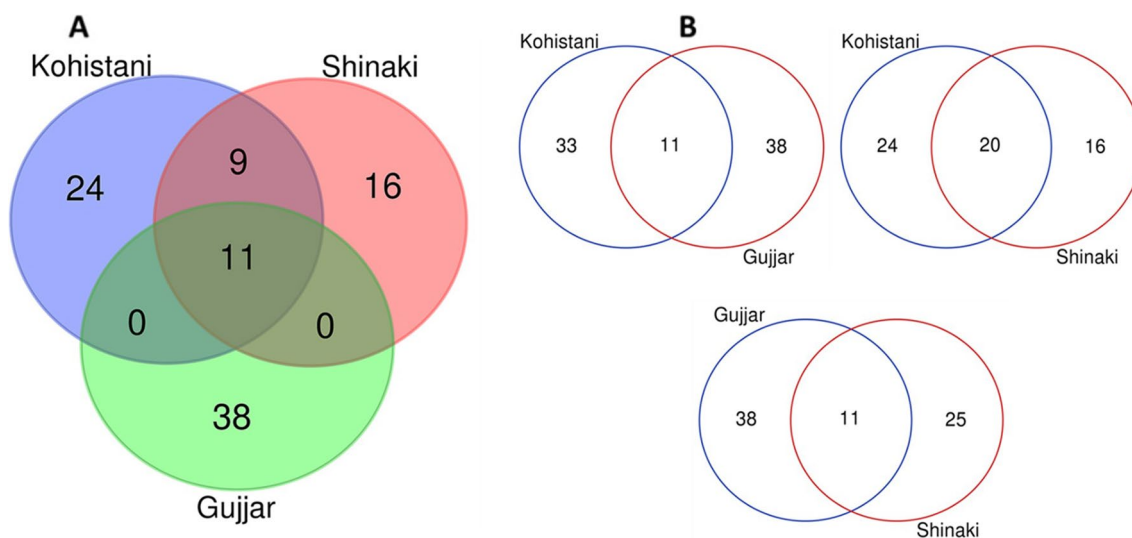 A
Kohistani
Shinaki
24
9
16
11
0
0
38
Gujjar
B
Kohistani
33
11
38
Gujjar
Kohistani
24
20
16
Shinaki
Gujjar
38
11
25
Shinaki